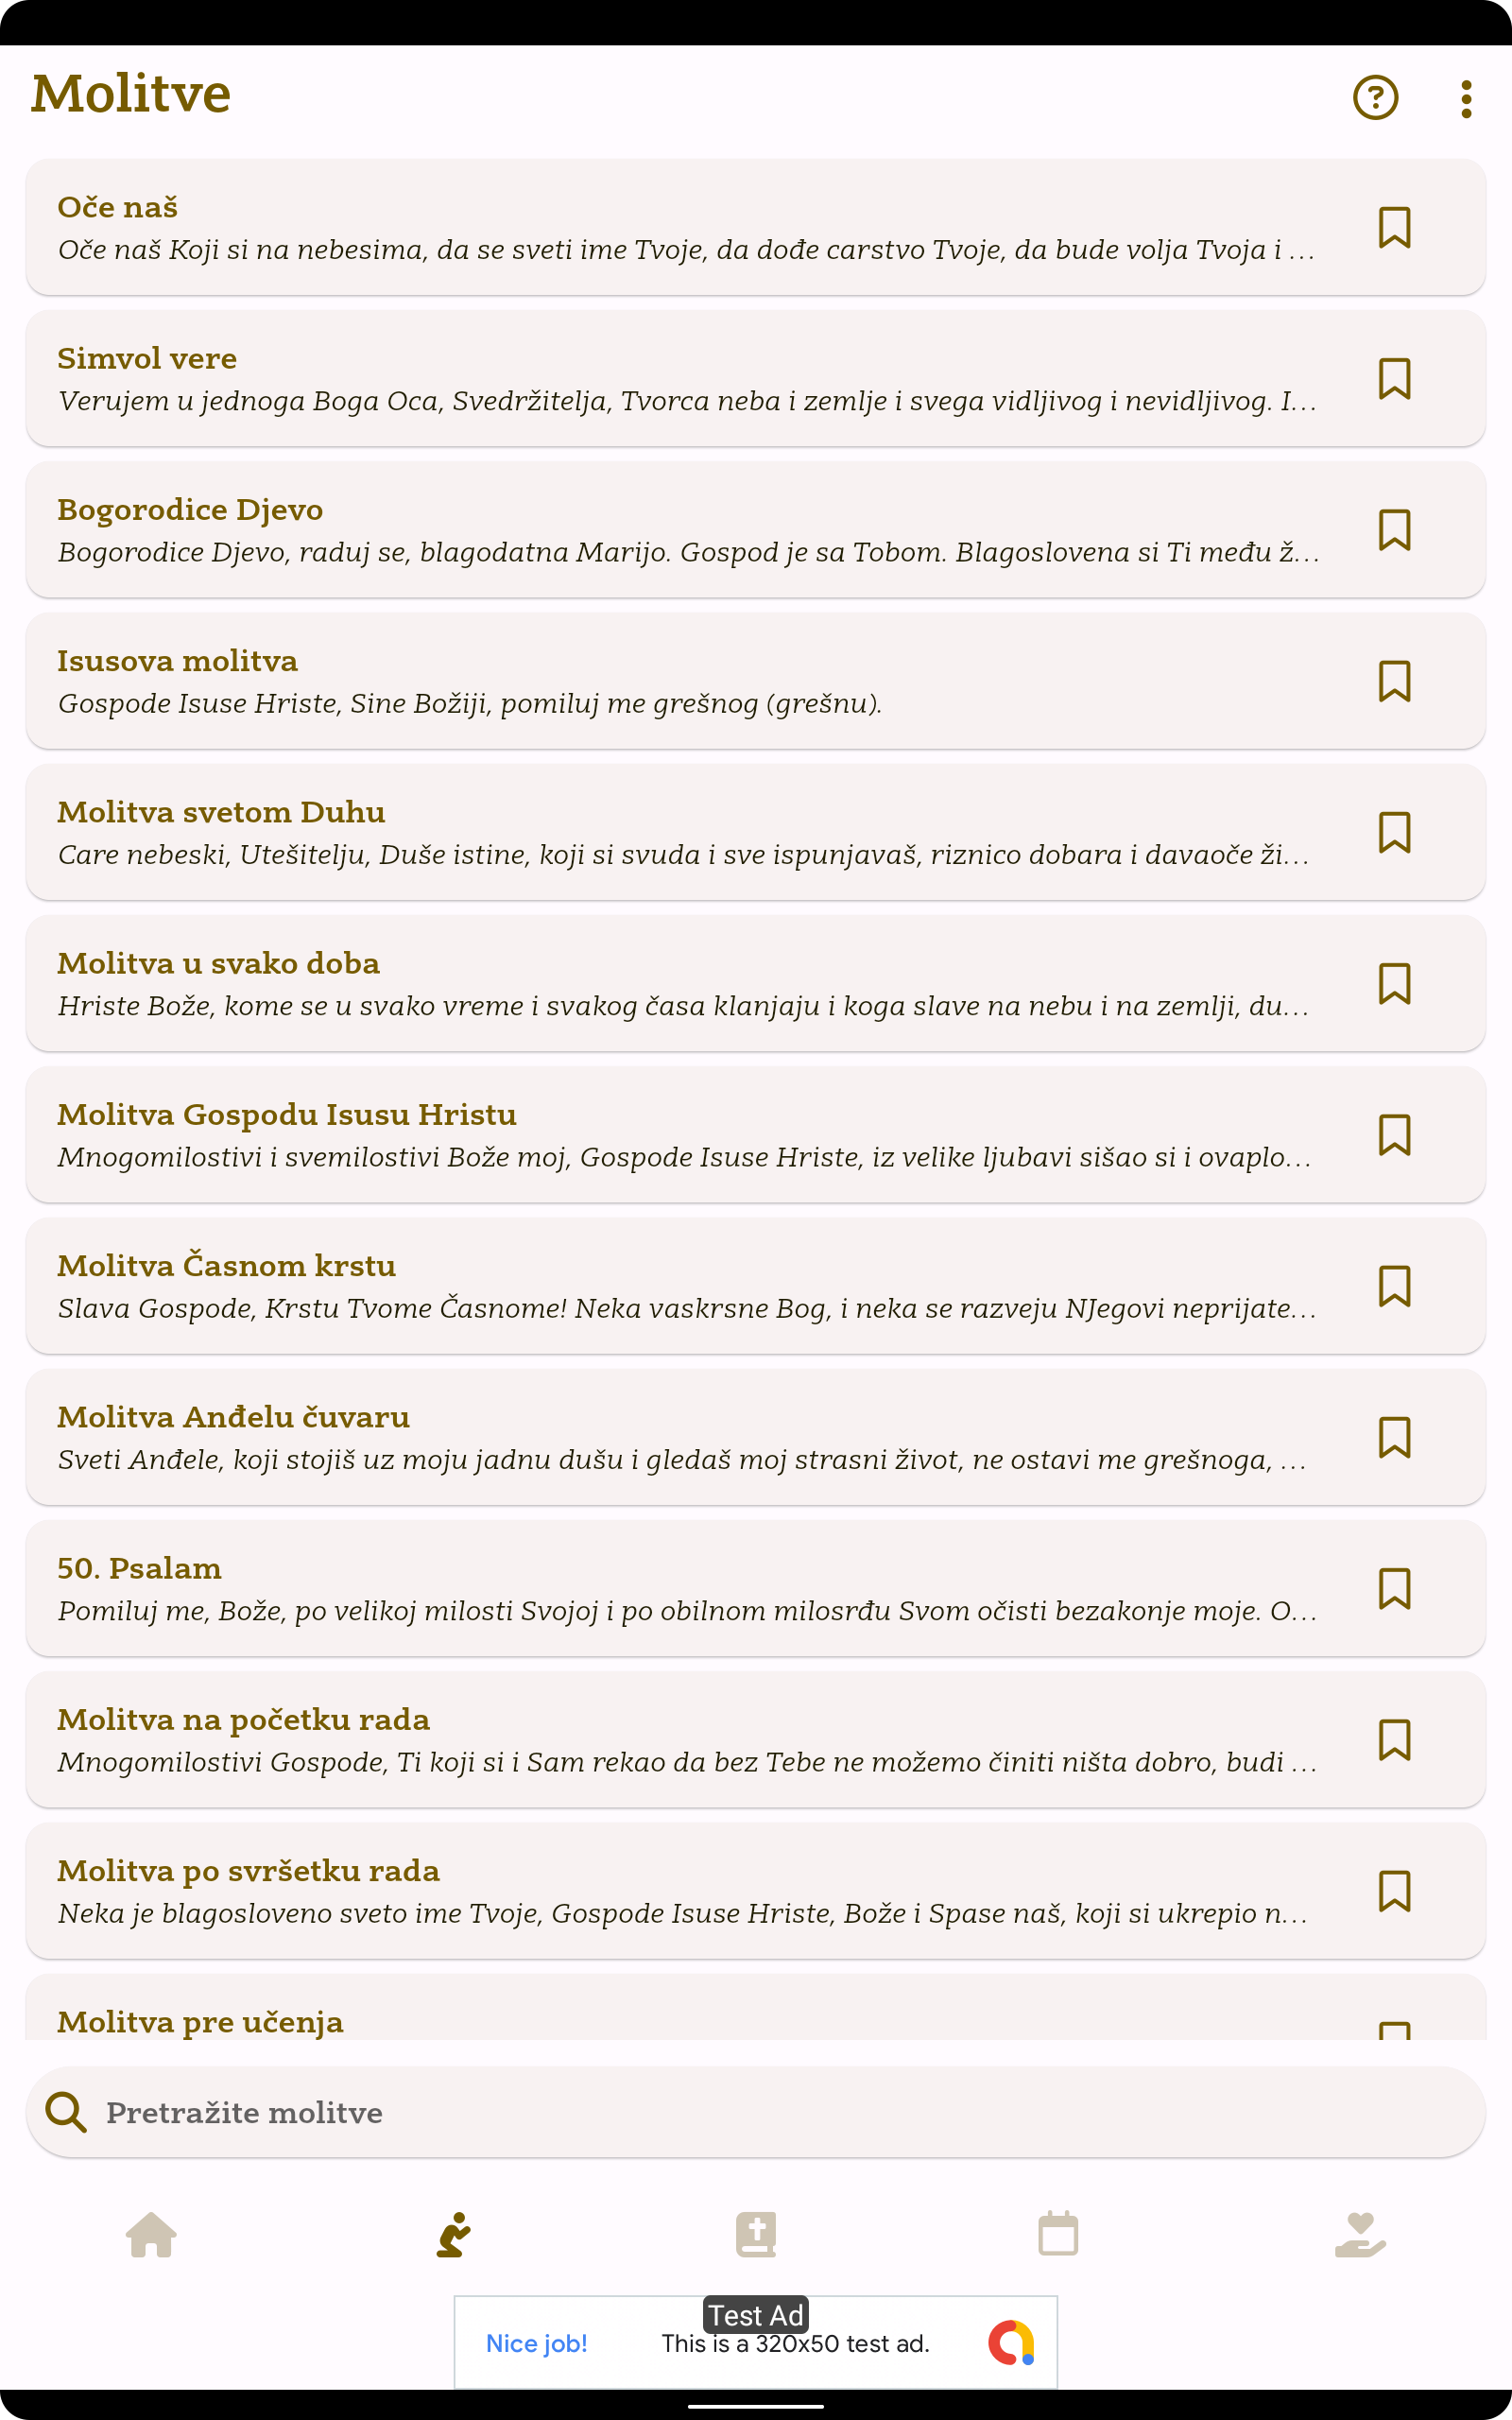 Molitve
Oče naš
Oče naš Koji si na nebesima, da se sveti ime Tvoje, da dođe carstvo Tvoje, da bude volja Tvoja i ...
Simvol vere
Verujem u jednoga Boga Oca, Svedržitelja, Tvorca neba i zemlje i svega vidljivog i nevidljivog. I...
Bogorodice Djevo
Bogorodice Djevo, raduj se, blagodatna Marijo. Gospod je sa Tobom. Blagoslovena si Ti među ž...
Isusova molitva
Gospode Isuse Hriste, Sine Božiji, pomiluj me grešnog (grešnu).
Molitva svetom Duhu
Care nebeski, Utešitelju, Duše istine, koji si svuda i sve ispunjavaš, riznico dobara i davaoče ži...
Molitva u svako doba
Hriste Bože, kome se u svako vreme i svakog časa klanjaju i koga slave na nebu i na zemlji, du...
Molitva Gospodu Isusu Hristu
Mnogomilostivi i svemilostivi Bože moj, Gospode Isuse Hriste, iz velike ljubavi sišao si i ovaplo...
Molitva Časnom krstu
Slava Gospode, Krstu Tvome Časnome! Neka vaskrsne Bog, i neka se razveju NJegovi neprijate...
Molitva Anđelu čuvaru
Sveti Anđele, koji stojiš uz moju jadnu dušu i gledaš moj strasni život, ne ostavi me grešnoga, ...
50. Psalam
Pomiluj me, Bože, po velikoj milosti Svojoj i po obilnom milosrđu Svom očisti bezakonje moje. O...
Molitva na početku rada
Mnogomilostivi Gospode, Ti koji si i Sam rekao da bez Tebe ne možemo činiti ništa dobro, budi ...
Molitva po svršetku rada
Neka je blagosloveno sveto ime Tvoje, Gospode Isuse Hriste, Bože i Spase naš, koji si ukrepio n...
Molitva pre učenja
Pretražite molitve
Test Ad
Nice job! This is a 320x50 test ad.